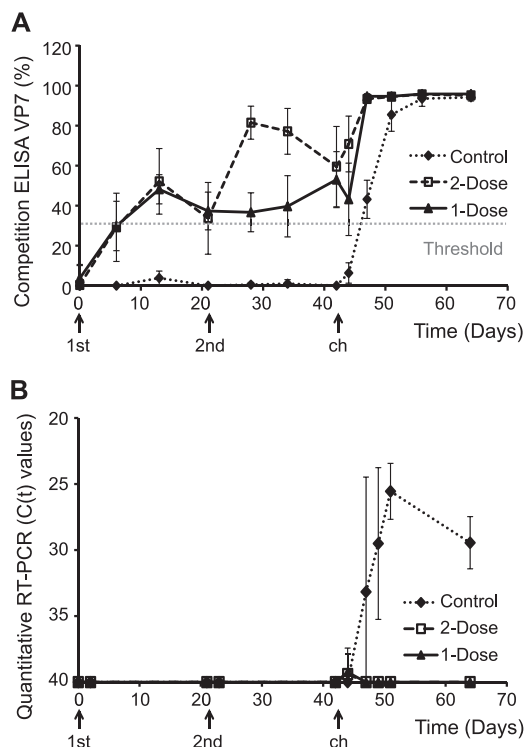 A
Competition ELISA VP7 (%)
120
100
80
60
40
20
0
Control
2-Dose
1-Dose
Threshold
0 10 20 30 40 50 60 70
1st 2nd ch Time (Days)
B
Quantitative RT-PCR (C(t) values)
20
25
30
35
40
Control
2-Dose
1-Dose
0 10 20 30 40 50 60 70
1st 2nd ch Time (Days)